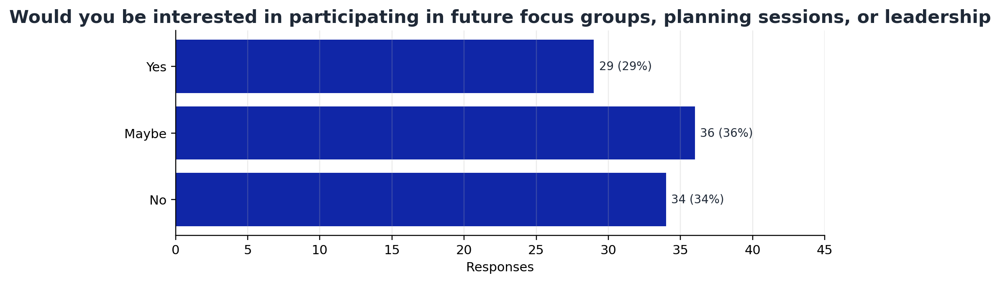 Would you be interested in participating in future focus groups, planning sessions, or leadership
Yes
29 (29%)
Maybe
36 (36%)
No
34 (34%)
0 5 10 15 20 25 30 35 40 45
Responses